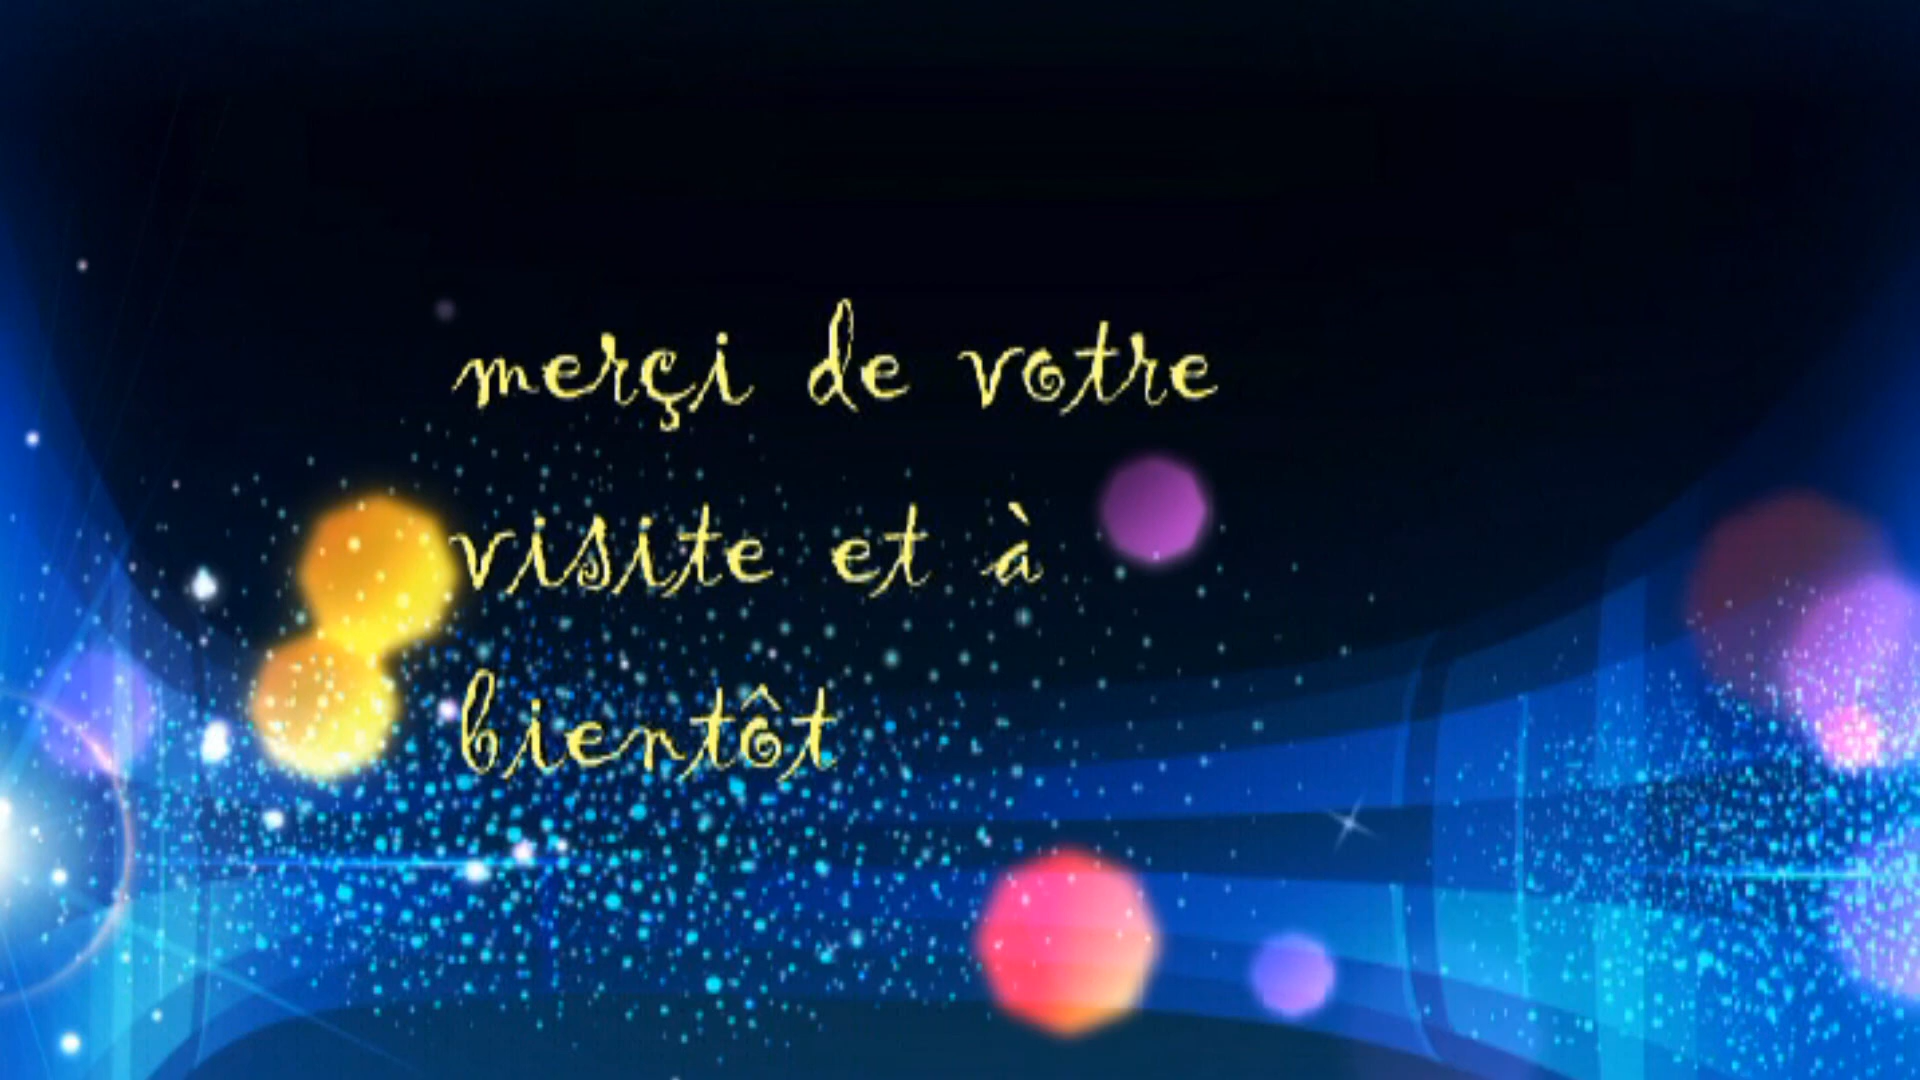 merçi de votre
visite et à
bientôt